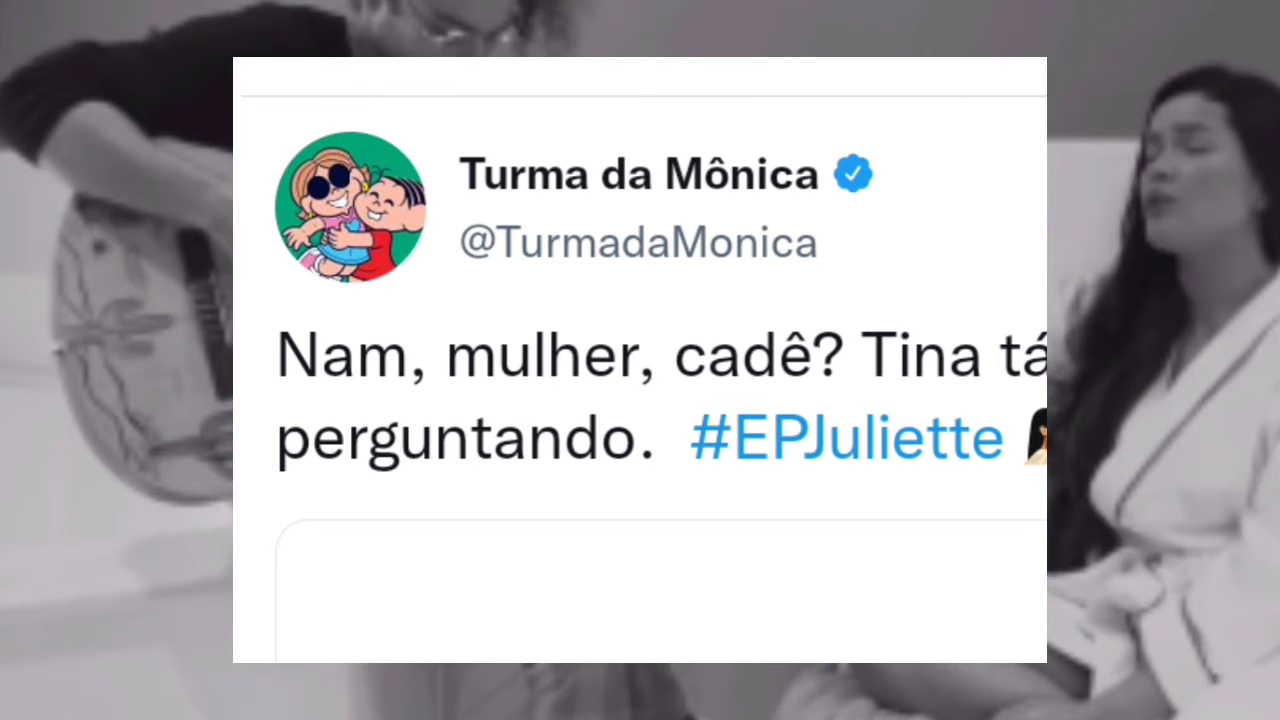 Turma da Mônica
@TurmadaMonica
Nam, mulher, cadê? Tina tá
perguntando. #EPJuliette